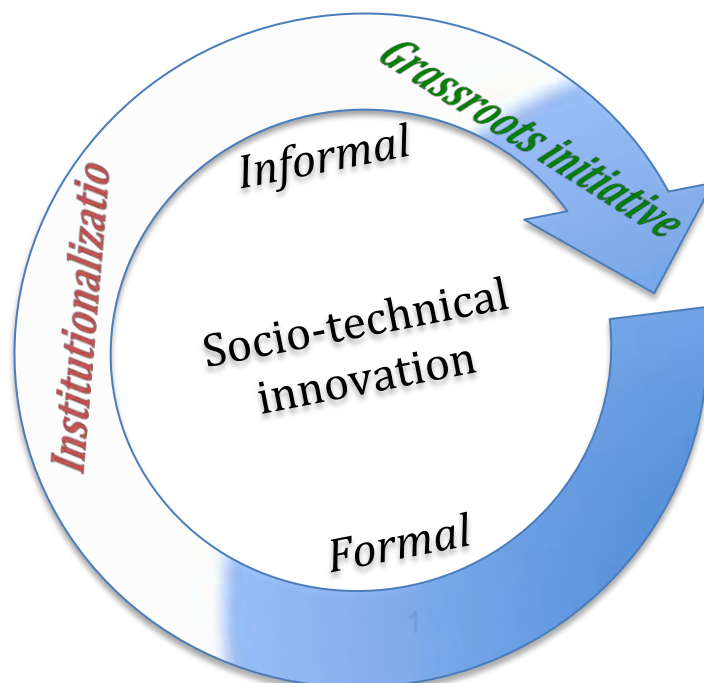 Grassroots initiative
Informal
Institutionalizatio
Socio-technical
innovation
Formal
1